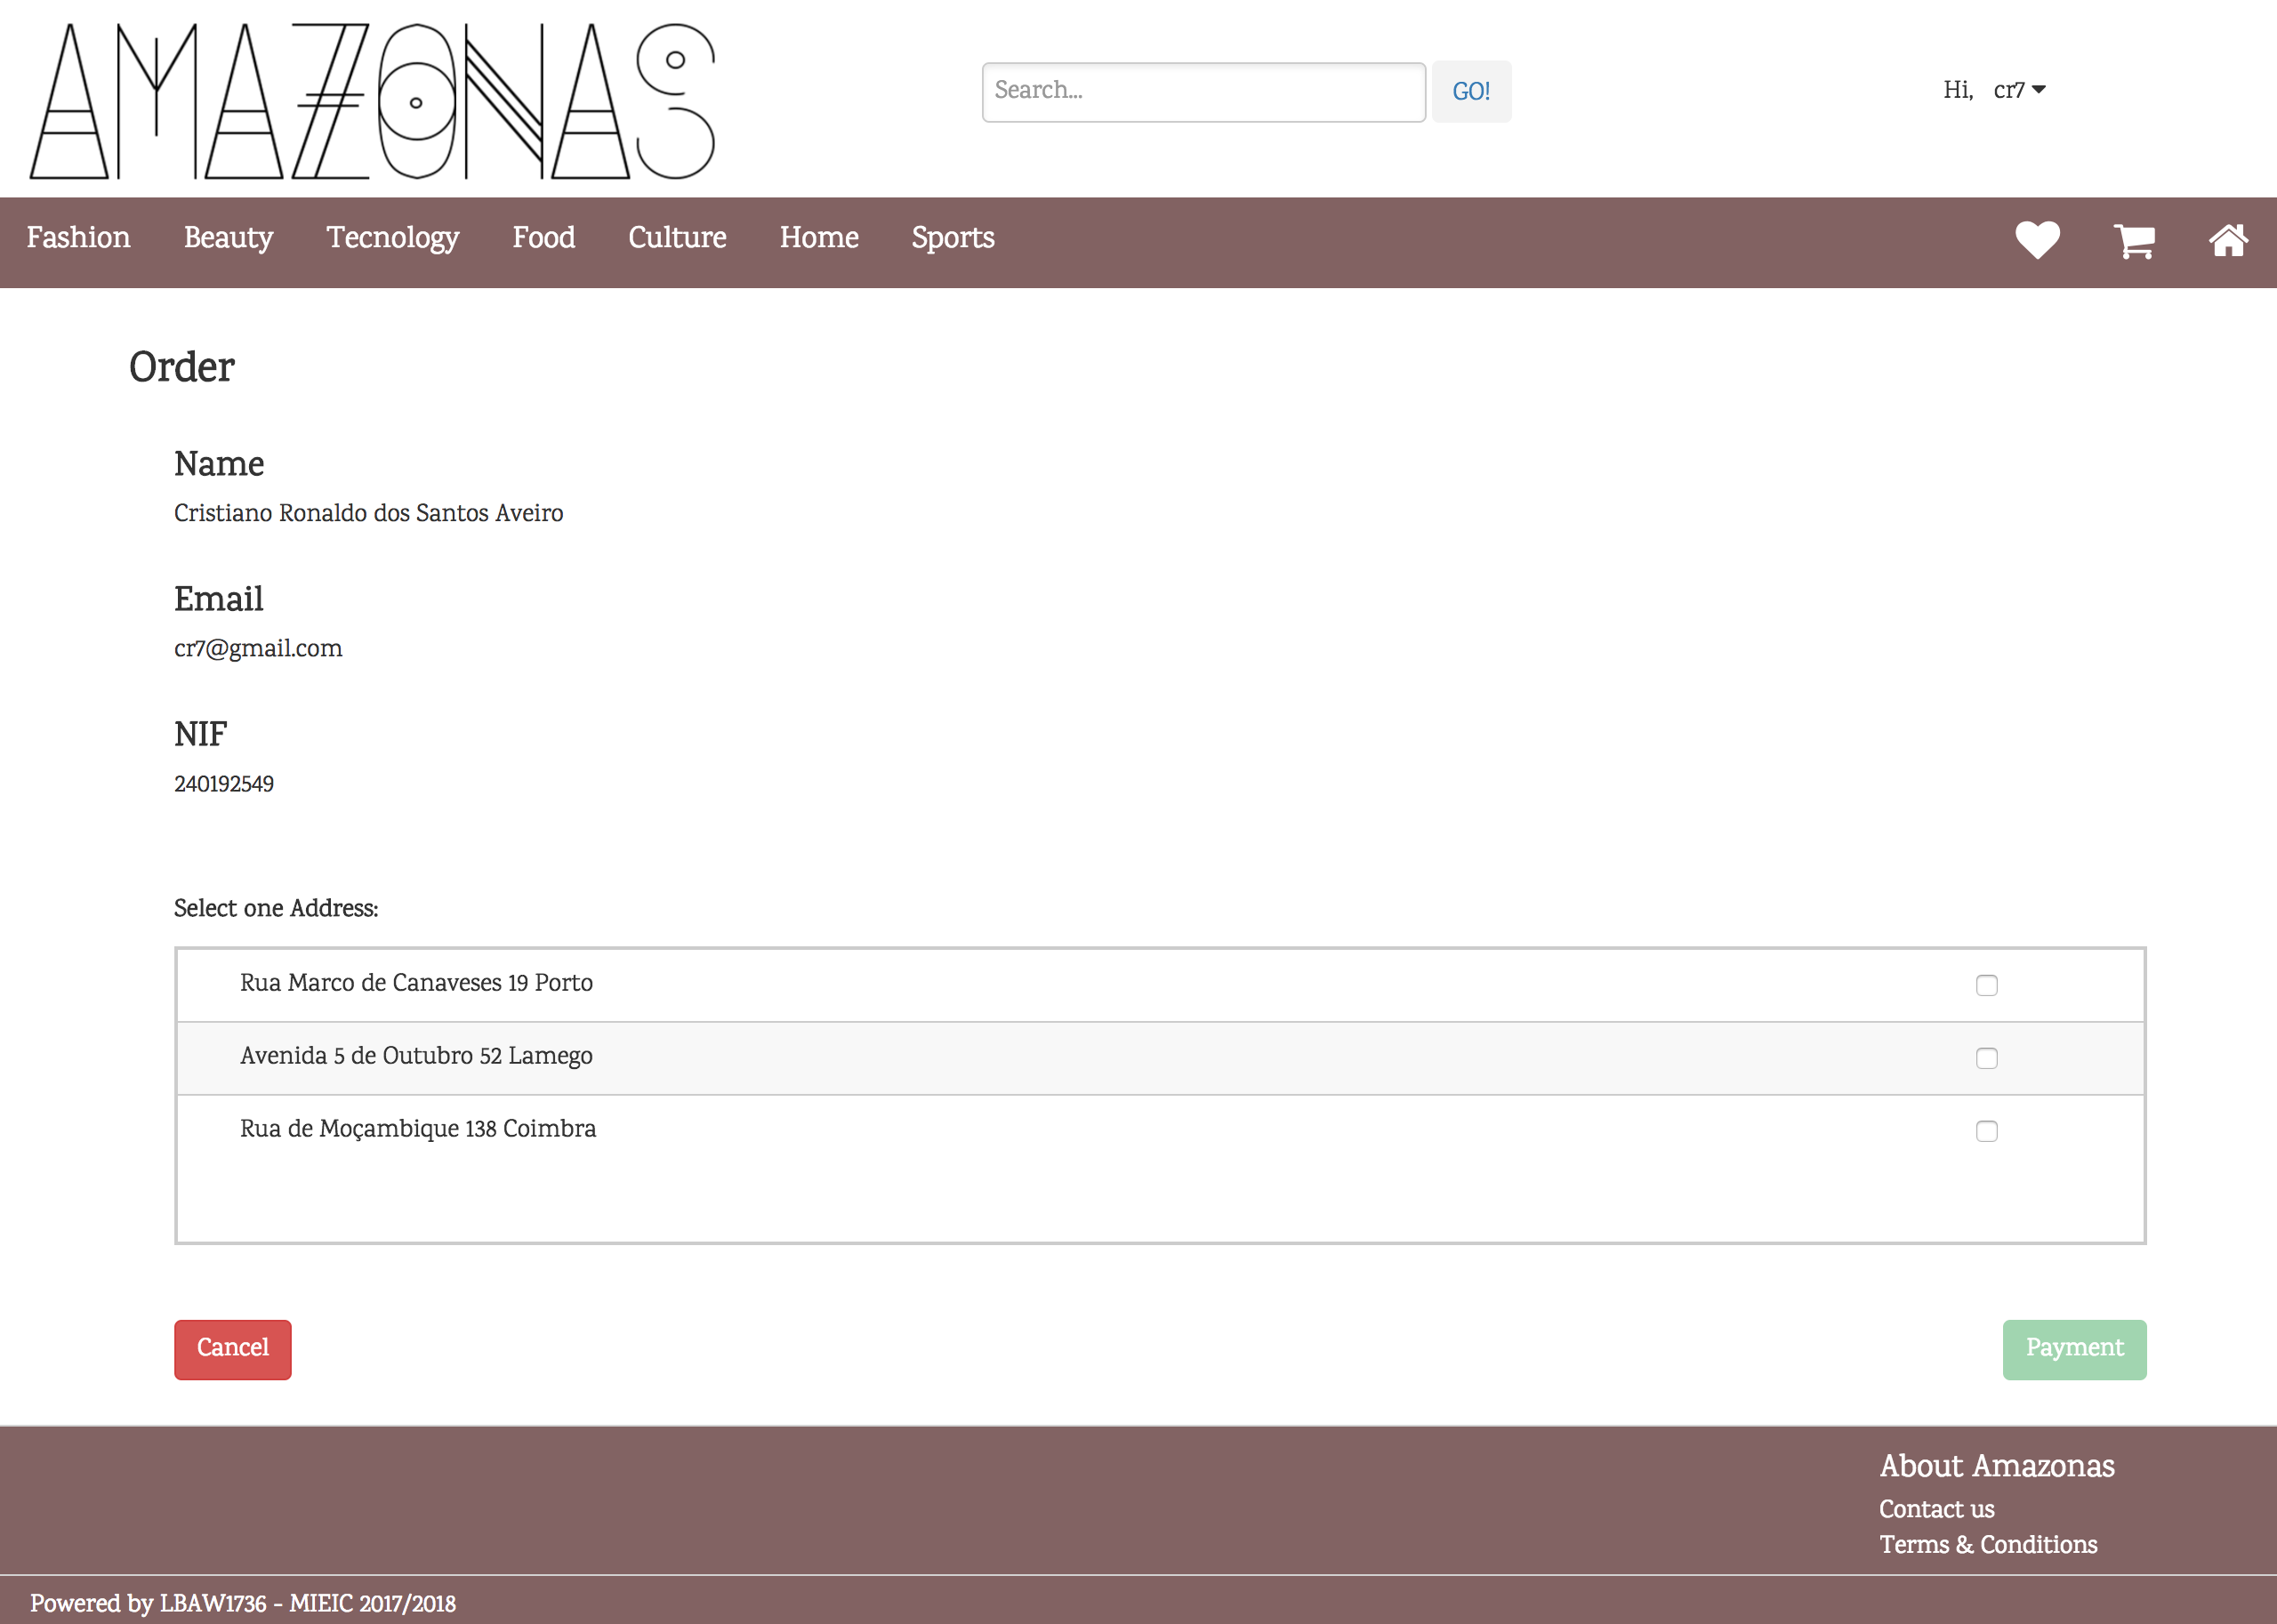 AMAZONAS
Search...
GO!
Hi, cr7
Fashion Beauty Tecnology Food Culture Home Sports
Order
Name
Cristiano Ronaldo dos Santos Aveiro
Email
cr7@gmail.com
NIF
240192549
Select one Address:
Rua Marco de Canaveses 19 Porto
Avenida 5 de Outubro 52 Lamego
Rua de Moçambique 138 Coimbra
Cancel
Payment
About Amazonas
Contact us
Terms & Conditions
Powered by LBAW1736 - MIEIC 2017/2018